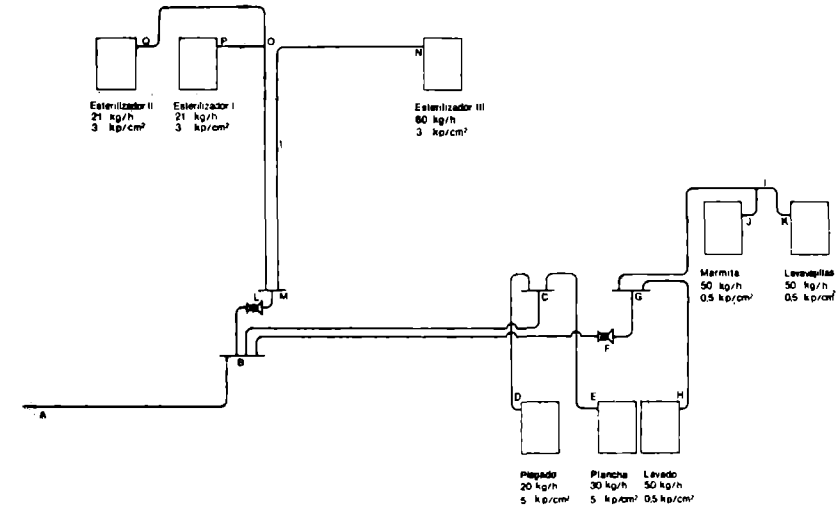 Q
P
O
N
Esterilizador II
21 kg/h
3 kp/cm²
Esterilizador I
21 kg/h
3 kp/cm²
Esterilizador III
60 kg/h
3 kp/cm²
I
J
K
Marmita
50 kg/h
0,5 kp/cm²
Lavavajillas
50 kg/h
0,5 kp/cm²
L
M
C
G
B
F
A
D
E
H
Plegado
20 kg/h
5 kp/cm²
Plancha
30 kg/h
5 kp/cm²
Lavado
50 kg/h
0,5 kp/cm²